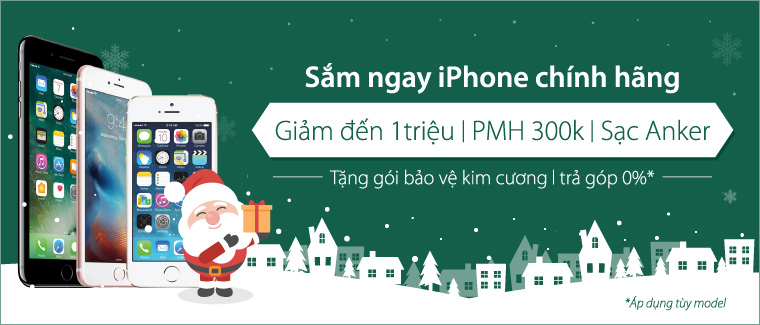 Sắm ngay iPhone chính hãng
Giảm đến 1triệu | PMH 300k | Sạc Anker
Tặng gói bảo vệ kim cương | trả góp 0%*
*Áp dụng tùy model